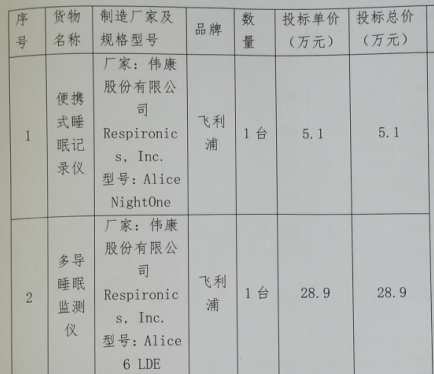 序号
货物名称
制造厂家及规格型号
品牌
数量
投标单价（万元）
投标总价（万元）
1
便携式睡眠记录仪
厂家：伟康
股份有限公
司
Respironic
s, Inc.
型号：Alice
NightOne
飞利浦
1 台
5.1
5.1
2
多导睡眠监测仪
厂家：伟康
股份有限公
司
Respironic
s, Inc.
型号：Alice
6 LDE
飞利浦
1 台
28.9
28.9